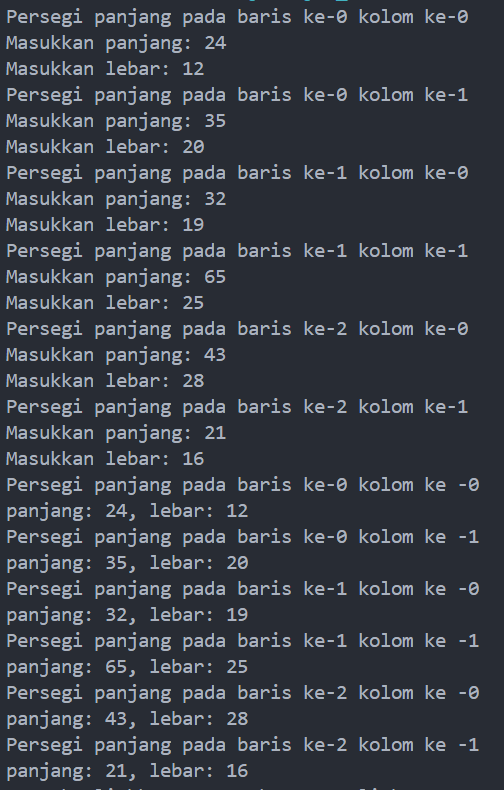 Persegi panjang pada baris ke-0 kolom ke-0
Masukkan panjang: 24
Masukkan lebar: 12
Persegi panjang pada baris ke-0 kolom ke-1
Masukkan panjang: 35
Masukkan lebar: 20
Persegi panjang pada baris ke-1 kolom ke-0
Masukkan panjang: 32
Masukkan lebar: 19
Persegi panjang pada baris ke-1 kolom ke-1
Masukkan panjang: 65
Masukkan lebar: 25
Persegi panjang pada baris ke-2 kolom ke-0
Masukkan panjang: 43
Masukkan lebar: 28
Persegi panjang pada baris ke-2 kolom ke-1
Masukkan panjang: 21
Masukkan lebar: 16
Persegi panjang pada baris ke-0 kolom ke -0
panjang: 24, lebar: 12
Persegi panjang pada baris ke-0 kolom ke -1
panjang: 35, lebar: 20
Persegi panjang pada baris ke-1 kolom ke -0
panjang: 32, lebar: 19
Persegi panjang pada baris ke-1 kolom ke -1
panjang: 65, lebar: 25
Persegi panjang pada baris ke-2 kolom ke -0
panjang: 43, lebar: 28
Persegi panjang pada baris ke-2 kolom ke -1
panjang: 21, lebar: 16